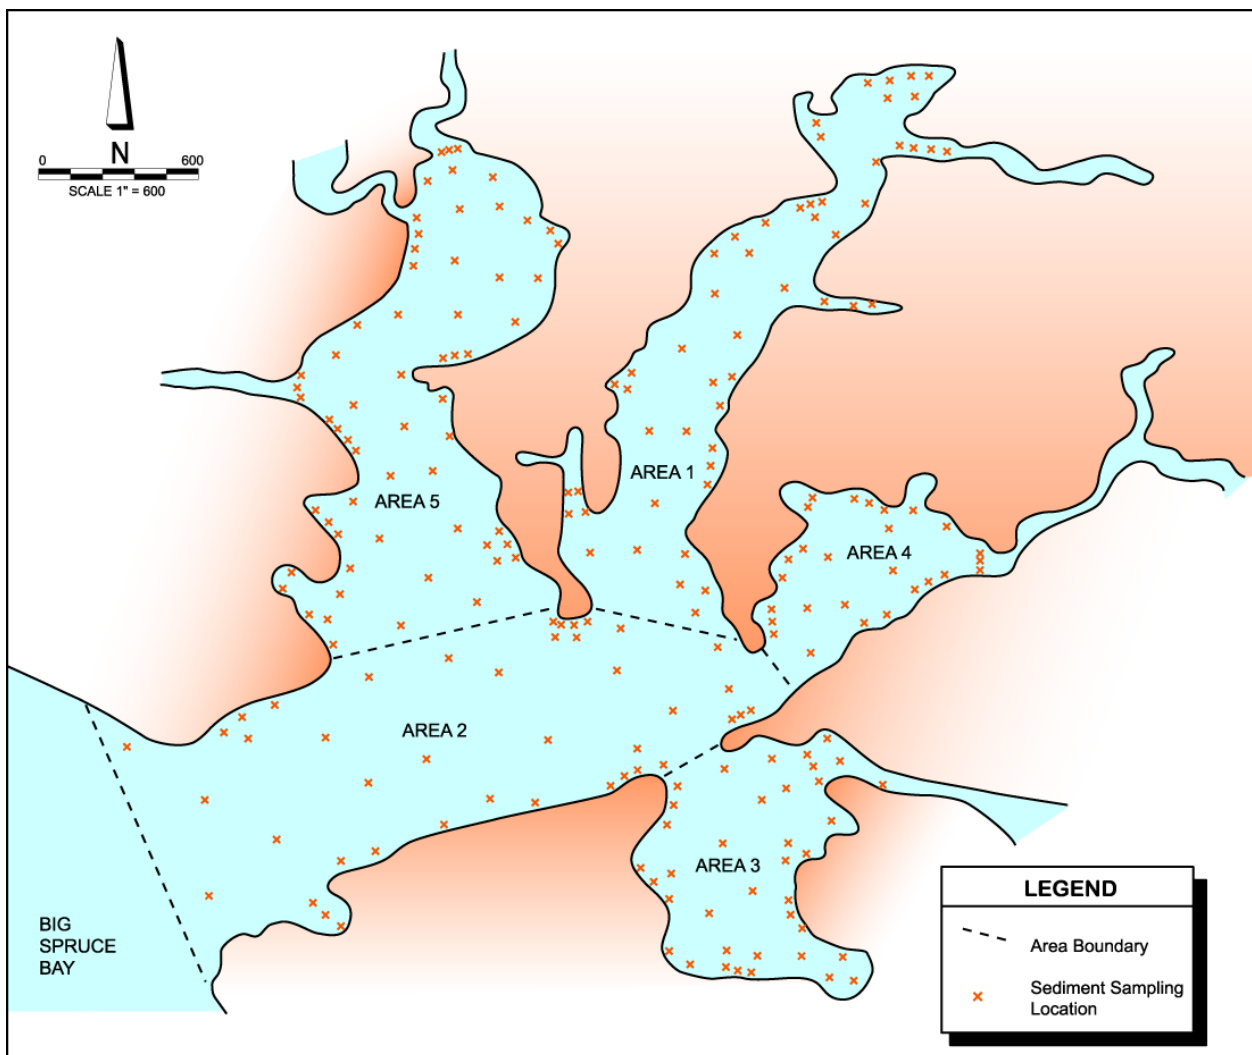 N
0 600
SCALE 1" = 600
AREA 1
AREA 5
AREA 4
AREA 2
AREA 3
BIG
SPRUCE
BAY
LEGEND
Area Boundary
Sediment Sampling
Location